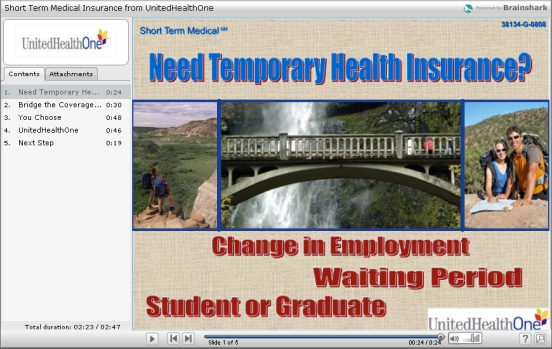 Short Term Medical Insurance from UnitedHealthOne
Powered by Brainshark
UnitedHealthOne
Contents Attachments
1. Need Temporary He... 0:24
2. Bridge the Coverage... 0:30
3. You Choose 0:48
4. UnitedHealthOne 0:46
5. Next Step 0:19
Total duration: 02:23 / 02:47
Short Term Medical SM
38134-G-0808
Need Temporary Health Insurance?
Change in Employment
Waiting Period
Student or Graduate
UnitedHealthOne
Slide 1 of 5
00:24 / 0:24
?